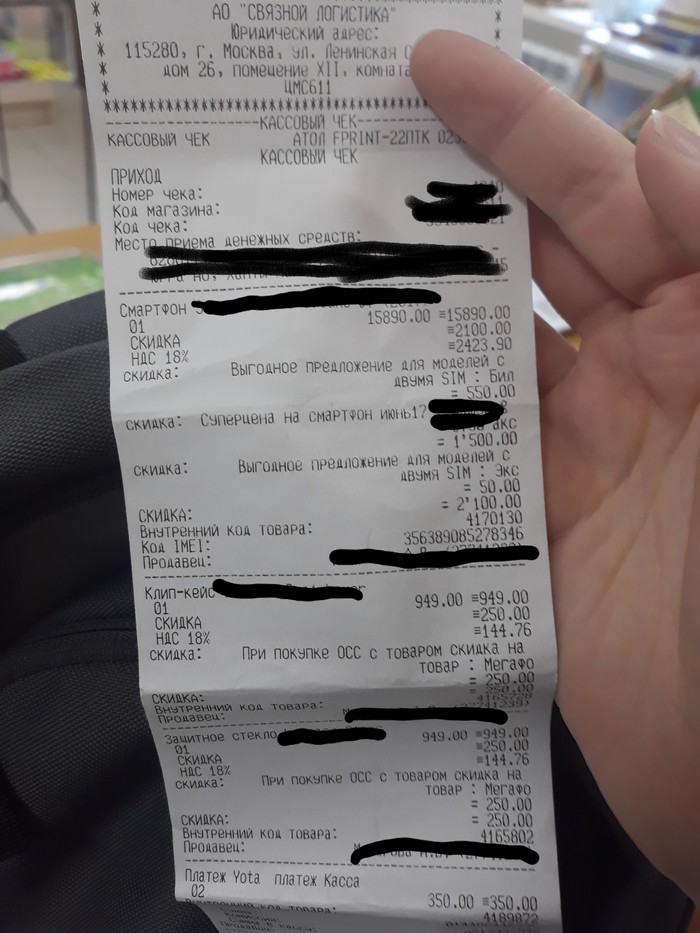 АО "СВЯЗНОЙ ЛОГИСТИКА"
Юридический адрес:
115280, г. Москва, ул. Ленинская
дом 26, помещение XII, комната
ЦМС611
КАССОВЫЙ ЧЕК
КАССОВЫЙ ЧЕК АТОЛ FPRINT-22ПТК
КАССОВЫЙ ЧЕК
ПРИХОД
Номер чека:
Код магазина:
Код чека:
Место приема денежных средств:
Смартфон
01 15890.00 ≡15890.00
СКИДКА ≡2100.00
НДС 18% ≡2423.90
СКИДКА: Выгодное предложение для моделей с
двумя SIM : Бил
= 550.00
СКИДКА: Суперцена на смартфон июнь17
акс
= 1'500.00
СКИДКА: Выгодное предложение для моделей с
двумя SIM : Экс
= 50.00
СКИДКА: = 2'100.00
Внутренний код товара: 4170130
Код IMEI: 356389085278346
Продавец:
Клип-кейс
01 949.00 ≡949.00
СКИДКА ≡250.00
НДС 18% ≡144.76
СКИДКА: При покупке ОСС с товаром скидка на
товар : Мегафо
= 250.00
СКИДКА: = 250.00
Внутренний код товара:
Продавец:
Защитное стекло
01 949.00 ≡949.00
СКИДКА ≡250.00
НДС 18% ≡144.76
СКИДКА: При покупке ОСС с товаром скидка на
товар : Мегафо
= 250.00
СКИДКА: = 250.00
Внутренний код товара: 4165802
Продавец:
Платеж Yota платеж Касса
02 350.00 ≡350.00
Внутренний код товара: 4189872